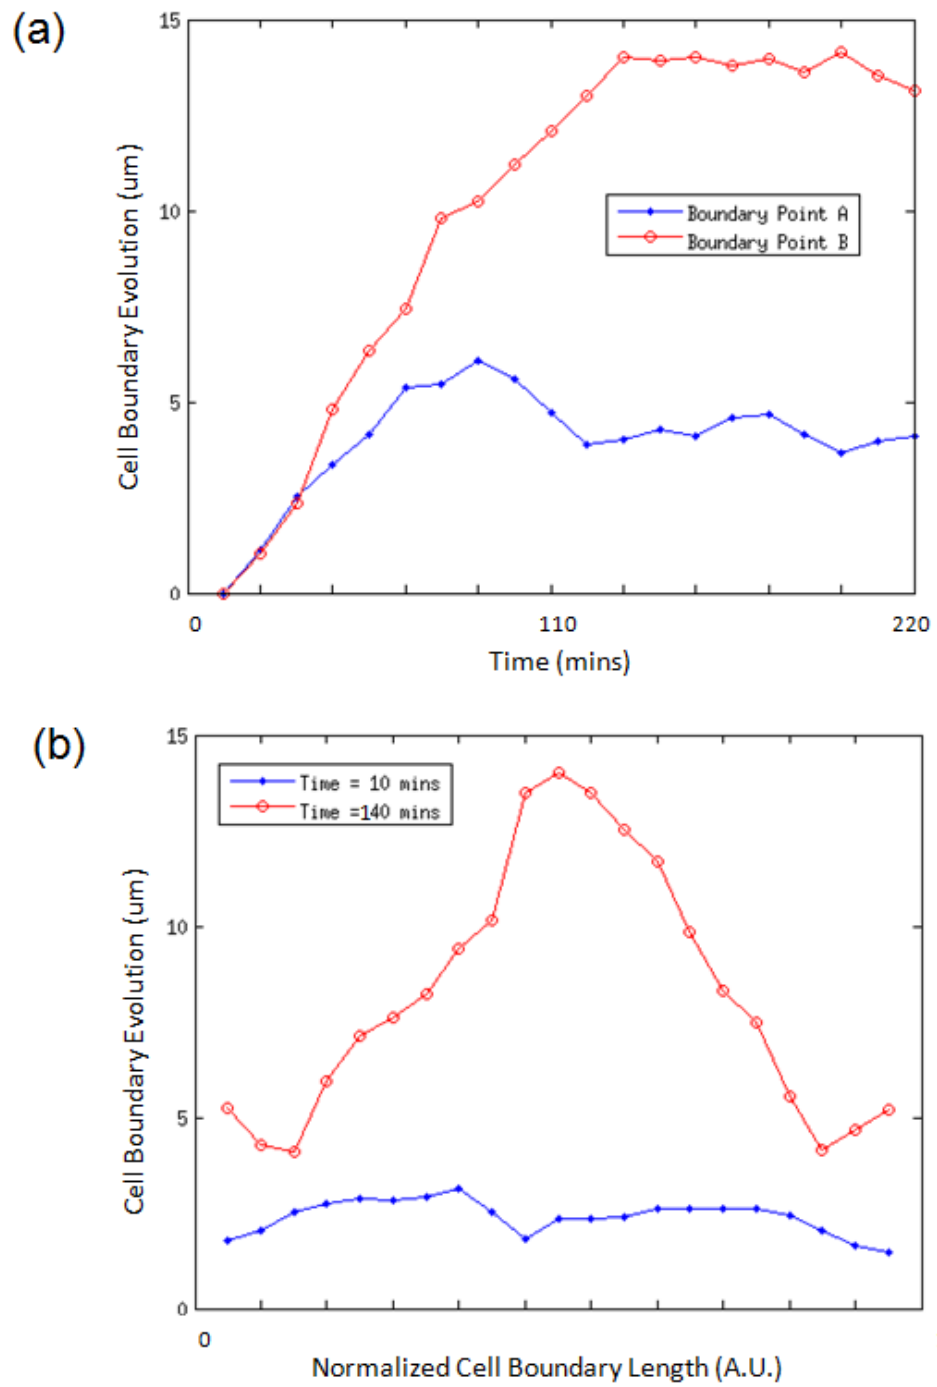 (a)
15
10
5
0
Cell Boundary Evolution (um)
Boundary Point A
Boundary Point B
0
110
220
Time (mins)
(b)
15
10
5
0
Cell Boundary Evolution (um)
Time = 10 mins
Time =140 mins
0
Normalized Cell Boundary Length (A.U.)